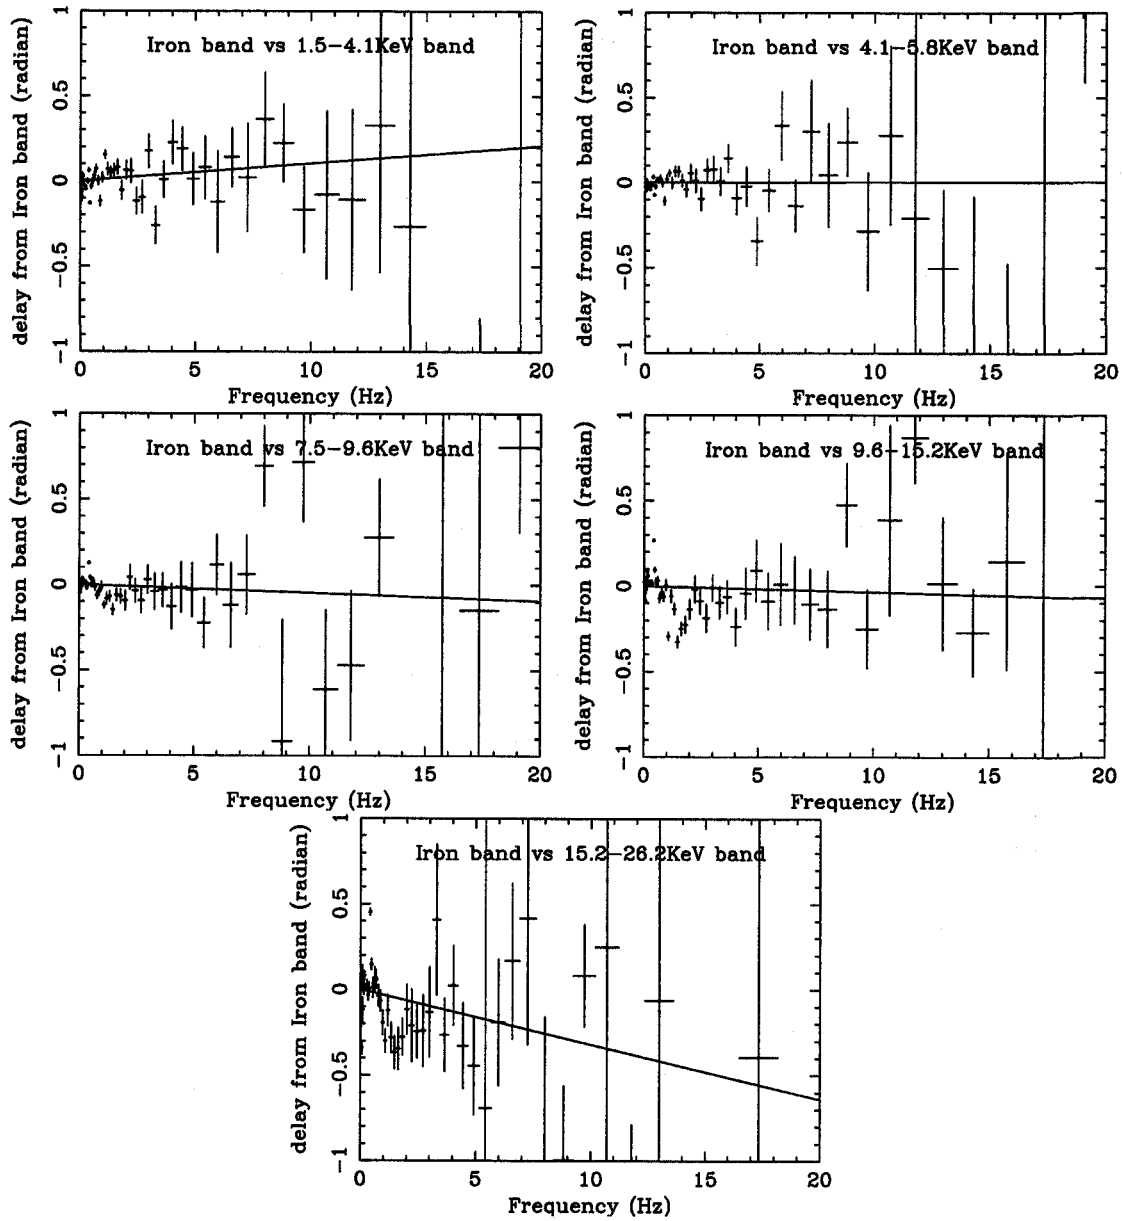 Iron band vs 1.5-4.1KeV band
delay from Iron band (radian)
1
0.5
0
-0.5
-1
0 5 10 15 20
Frequency (Hz)
Iron band vs 4.1-5.8KeV band
delay from Iron band (radian)
1
0.5
0
-0.5
-1
0 5 10 15 20
Frequency (Hz)
Iron band vs 7.5-9.6KeV band
delay from Iron band (radian)
1
0.5
0
-0.5
-1
0 5 10 15 20
Frequency (Hz)
Iron band vs 9.6-15.2KeV band
delay from Iron band (radian)
1
0.5
0
-0.5
-1
0 5 10 15 20
Frequency (Hz)
Iron band vs 15.2-26.2KeV band
delay from Iron band (radian)
1
0.5
0
-0.5
-1
0 5 10 15 20
Frequency (Hz)